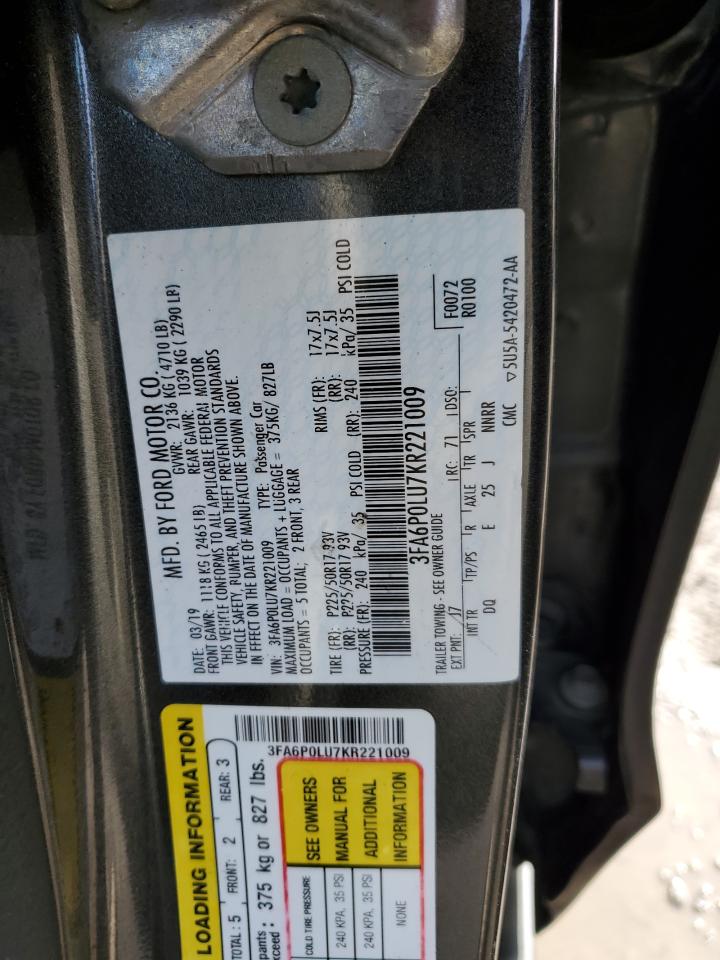 MFD. BY FORD MOTOR CO.
DATE: 03/19 GVWR: 2136 KG ( 4710 LB)
FRONT GAWR: 1118 KG ( 2465 LB) REAR GAWR: 1039 KG ( 2290 LB)
THIS VEHICLE CONFORMS TO ALL APPLICABLE FEDERAL MOTOR
VEHICLE SAFETY, BUMPER, AND THEFT PREVENTION STANDARDS
IN EFFECT ON THE DATE OF MANUFACTURE SHOWN ABOVE.
VIN: 3FA6P0LU7KR221009 TYPE: Passenger Car
MAXIMUM LOAD = OCCUPANTS + LUGGAGE = 375KG/ 827LB
OCCUPANTS = 5 TOTAL; 2 FRONT, 3 REAR
TIRE (FR): P225/50R17 93V RIMS (FR): 17x7.5J
(RR): P225/50R17 93V (RR): 17x7.5J
PRESSURE (FR): 240 kPa/ 35 PSI COLD (RR): 240 kPa/ 35 PSI COLD
3FA6P0LU7KR221009
TRAILER TOWING - SEE OWNER GUIDE F0072
EXT PNT: J7 RC: 71 DSO: R0100
INT TR TP/PS R AXLE TR SPR
DQ E 25 J NNRR
CMC ▽5U5A-5420472-AA
LOADING INFORMATION
TOTAL: 5 FRONT: 2 REAR: 3
pants
exceed: 375 kg or 827 lbs.
3FA6P0LU7KR221009
COLD TIRE PRESSURE SEE OWNERS
240 KPA, 35 PSI MANUAL FOR
240 KPA, 35 PSI ADDITIONAL
NONE INFORMATION